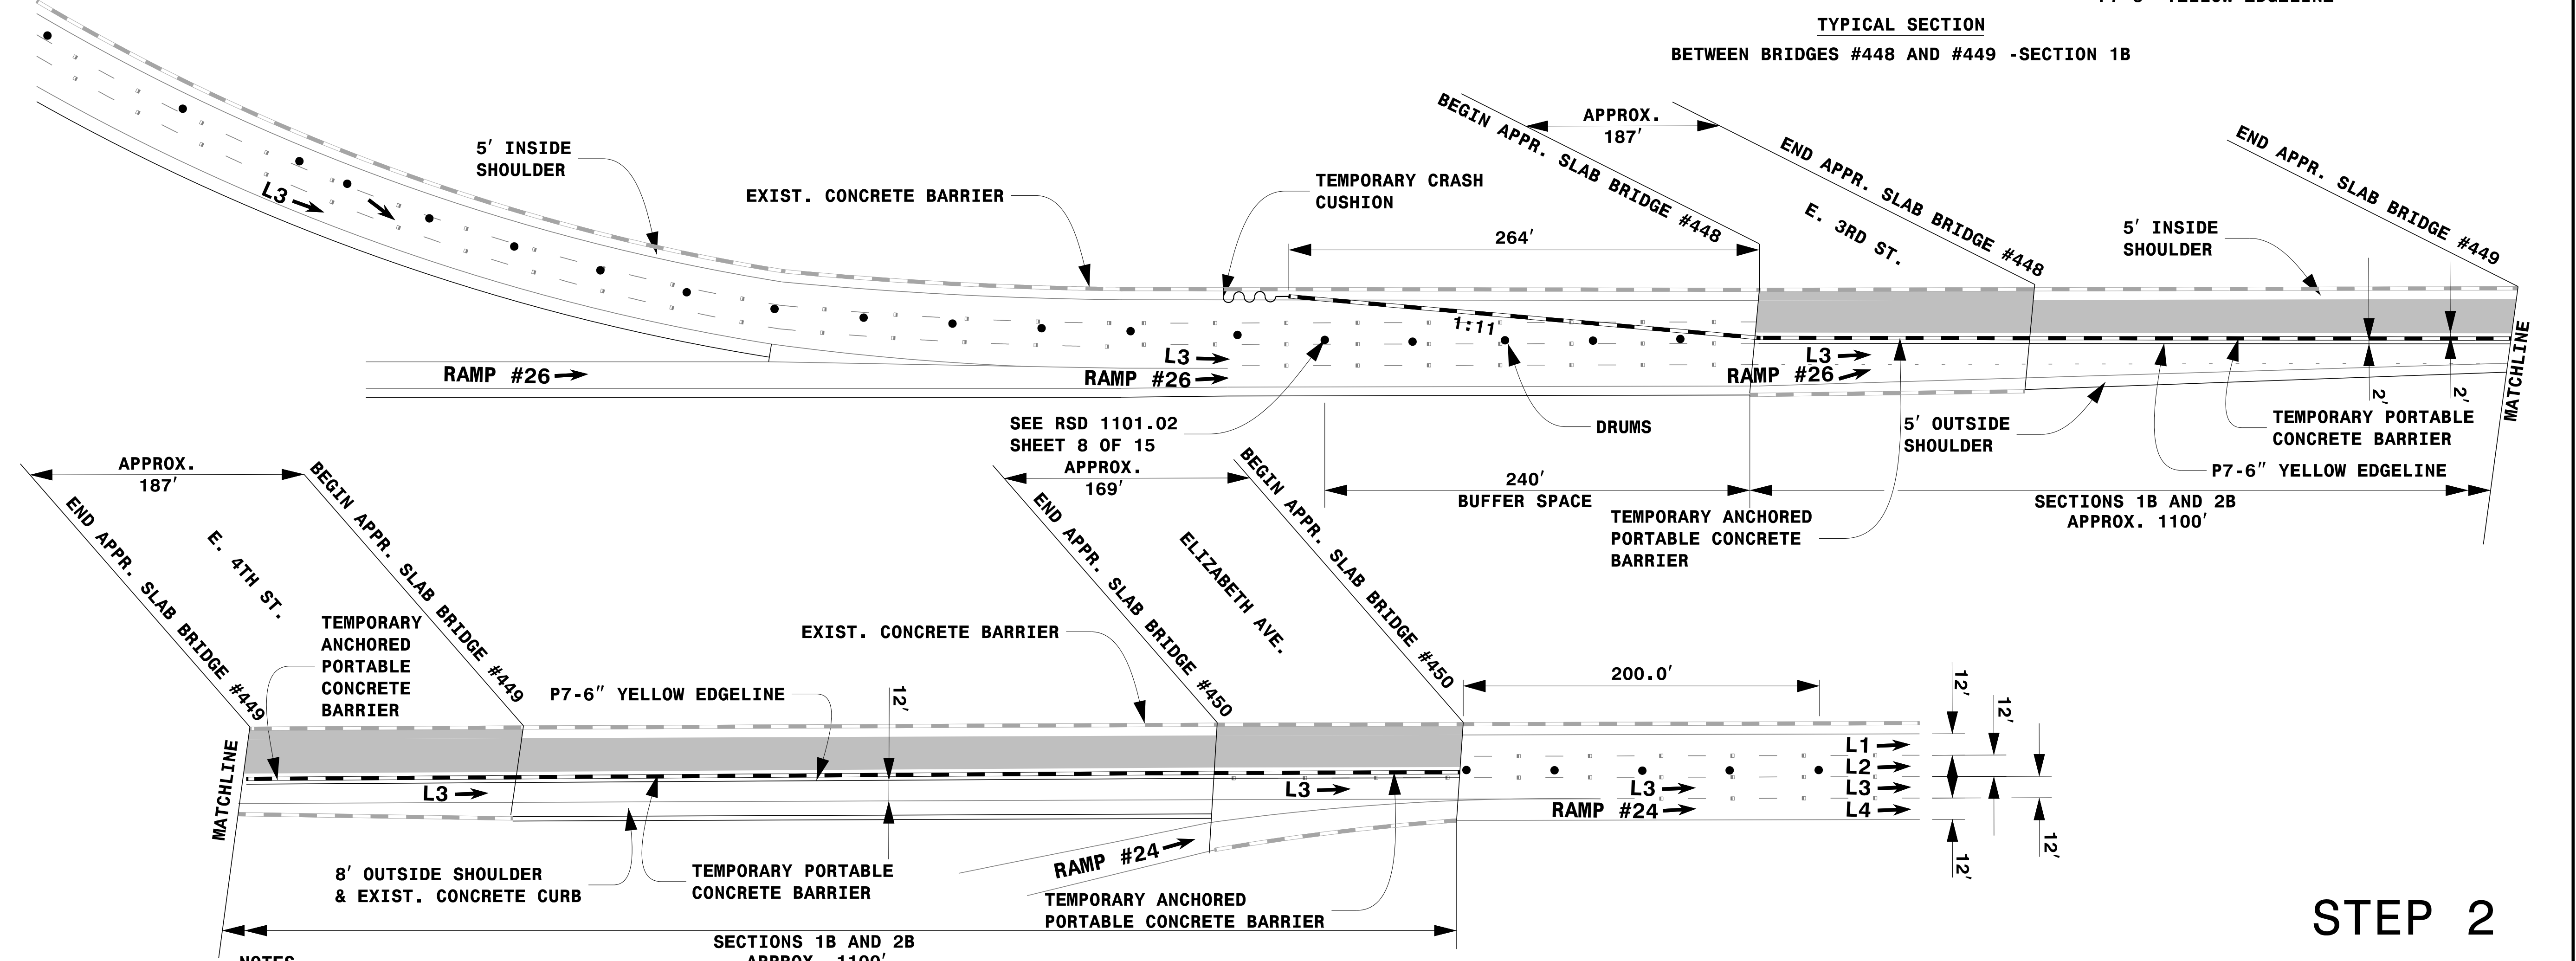 TYPICAL SECTION
BETWEEN BRIDGES #448 AND #449 -SECTION 1B
BEGIN APPR. SLAB BRIDGE #448
APPROX.
187'
END APPR. SLAB BRIDGE #448
E. 3RD ST.
END APPR. SLAB BRIDGE #449
5' INSIDE
SHOULDER
EXIST. CONCRETE BARRIER
TEMPORARY CRASH
CUSHION
264'
5' INSIDE
SHOULDER
L3
1:11
L3
RAMP #26
RAMP #26
L3
RAMP #26
MATCHLINE
2'
2'
SEE RSD 1101.02
SHEET 8 OF 15
DRUMS
5' OUTSIDE
SHOULDER
TEMPORARY PORTABLE
CONCRETE BARRIER
P7-6" YELLOW EDGELINE
240'
BUFFER SPACE
TEMPORARY ANCHORED
PORTABLE CONCRETE
BARRIER
SECTIONS 1B AND 2B
APPROX. 1100'
APPROX.
187'
END APPR. SLAB BRIDGE #449
E. 4TH ST.
BEGIN APPR. SLAB BRIDGE #449
APPROX.
169'
END APPR. SLAB BRIDGE #450
ELIZABETH AVE.
BEGIN APPR. SLAB BRIDGE #450
TEMPORARY
ANCHORED
PORTABLE
CONCRETE
BARRIER
EXIST. CONCRETE BARRIER
P7-6" YELLOW EDGELINE
12'
200.0'
12'
12'
L1
L2
L3
L4
12'
12'
MATCHLINE
L3
L3
L3
RAMP #24
RAMP #24
8' OUTSIDE SHOULDER
& EXIST. CONCRETE CURB
TEMPORARY PORTABLE
CONCRETE BARRIER
TEMPORARY ANCHORED
PORTABLE CONCRETE BARRIER
SECTIONS 1B AND 2B
APPROX. 1100'
NOTES
STEP 2